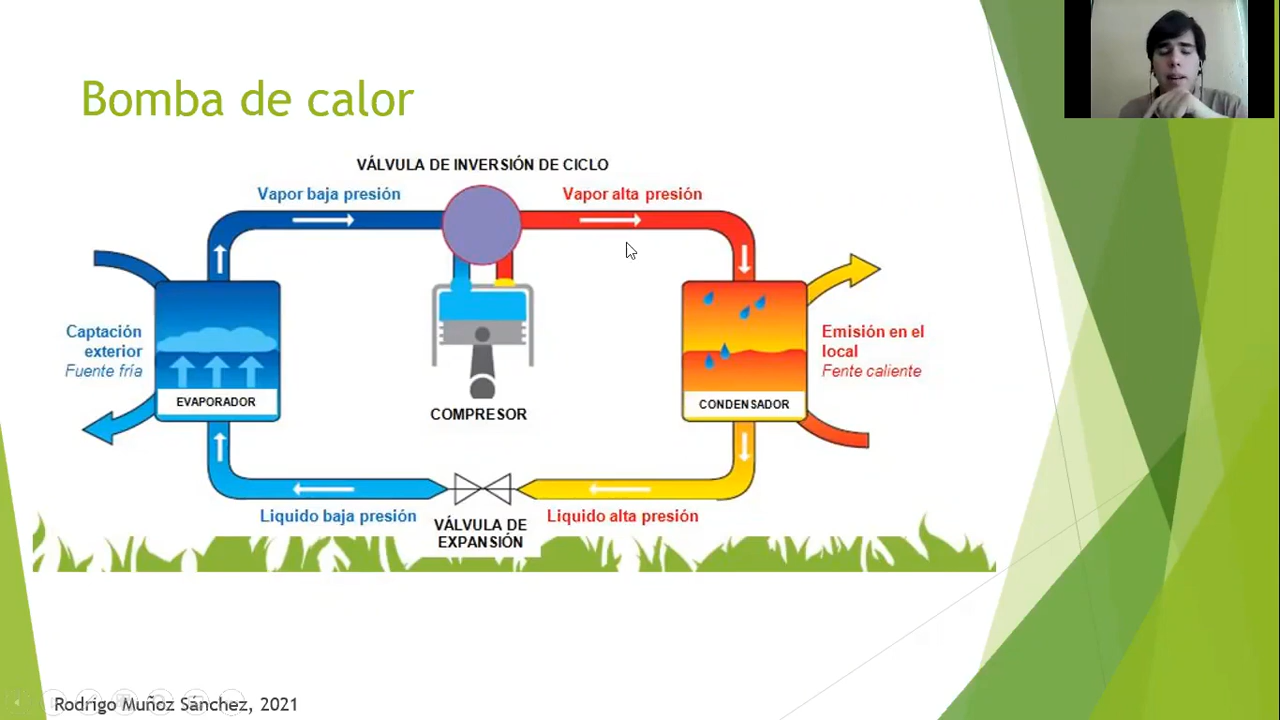 Bomba de calor
VÁLVULA DE INVERSIÓN DE CICLO
Vapor baja presión
Vapor alta presión
Captación
exterior
Fuente fría
EVAPORADOR
COMPRESOR
CONDENSADOR
Emisión en el
local
Fente caliente
Liquido baja presión
VÁLVULA DE
EXPANSIÓN
Liquido alta presión
Rodrigo Muñoz Sánchez, 2021